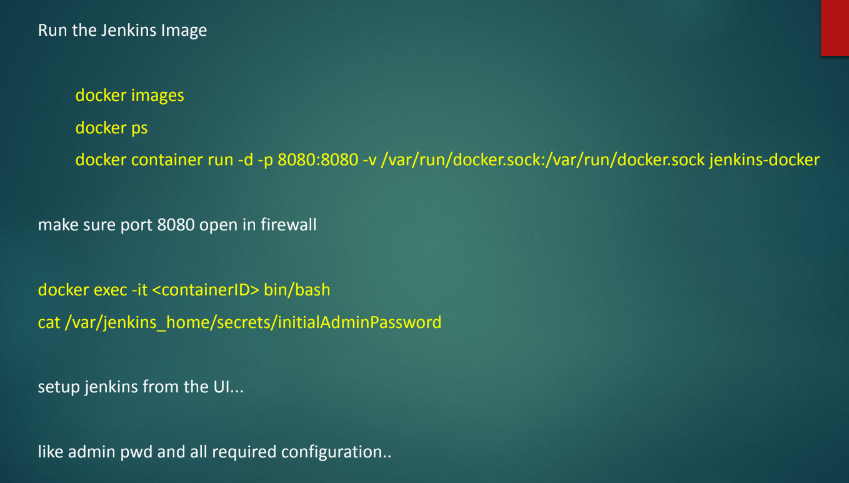 Run the Jenkins Image
docker images
docker ps
docker container run -d -p 8080:8080 -v /var/run/docker.sock:/var/run/docker.sock jenkins-docker
make sure port 8080 open in firewall
docker exec -it <containerID> bin/bash
cat /var/jenkins_home/secrets/initialAdminPassword
setup jenkins from the UI...
like admin pwd and all required configuration..